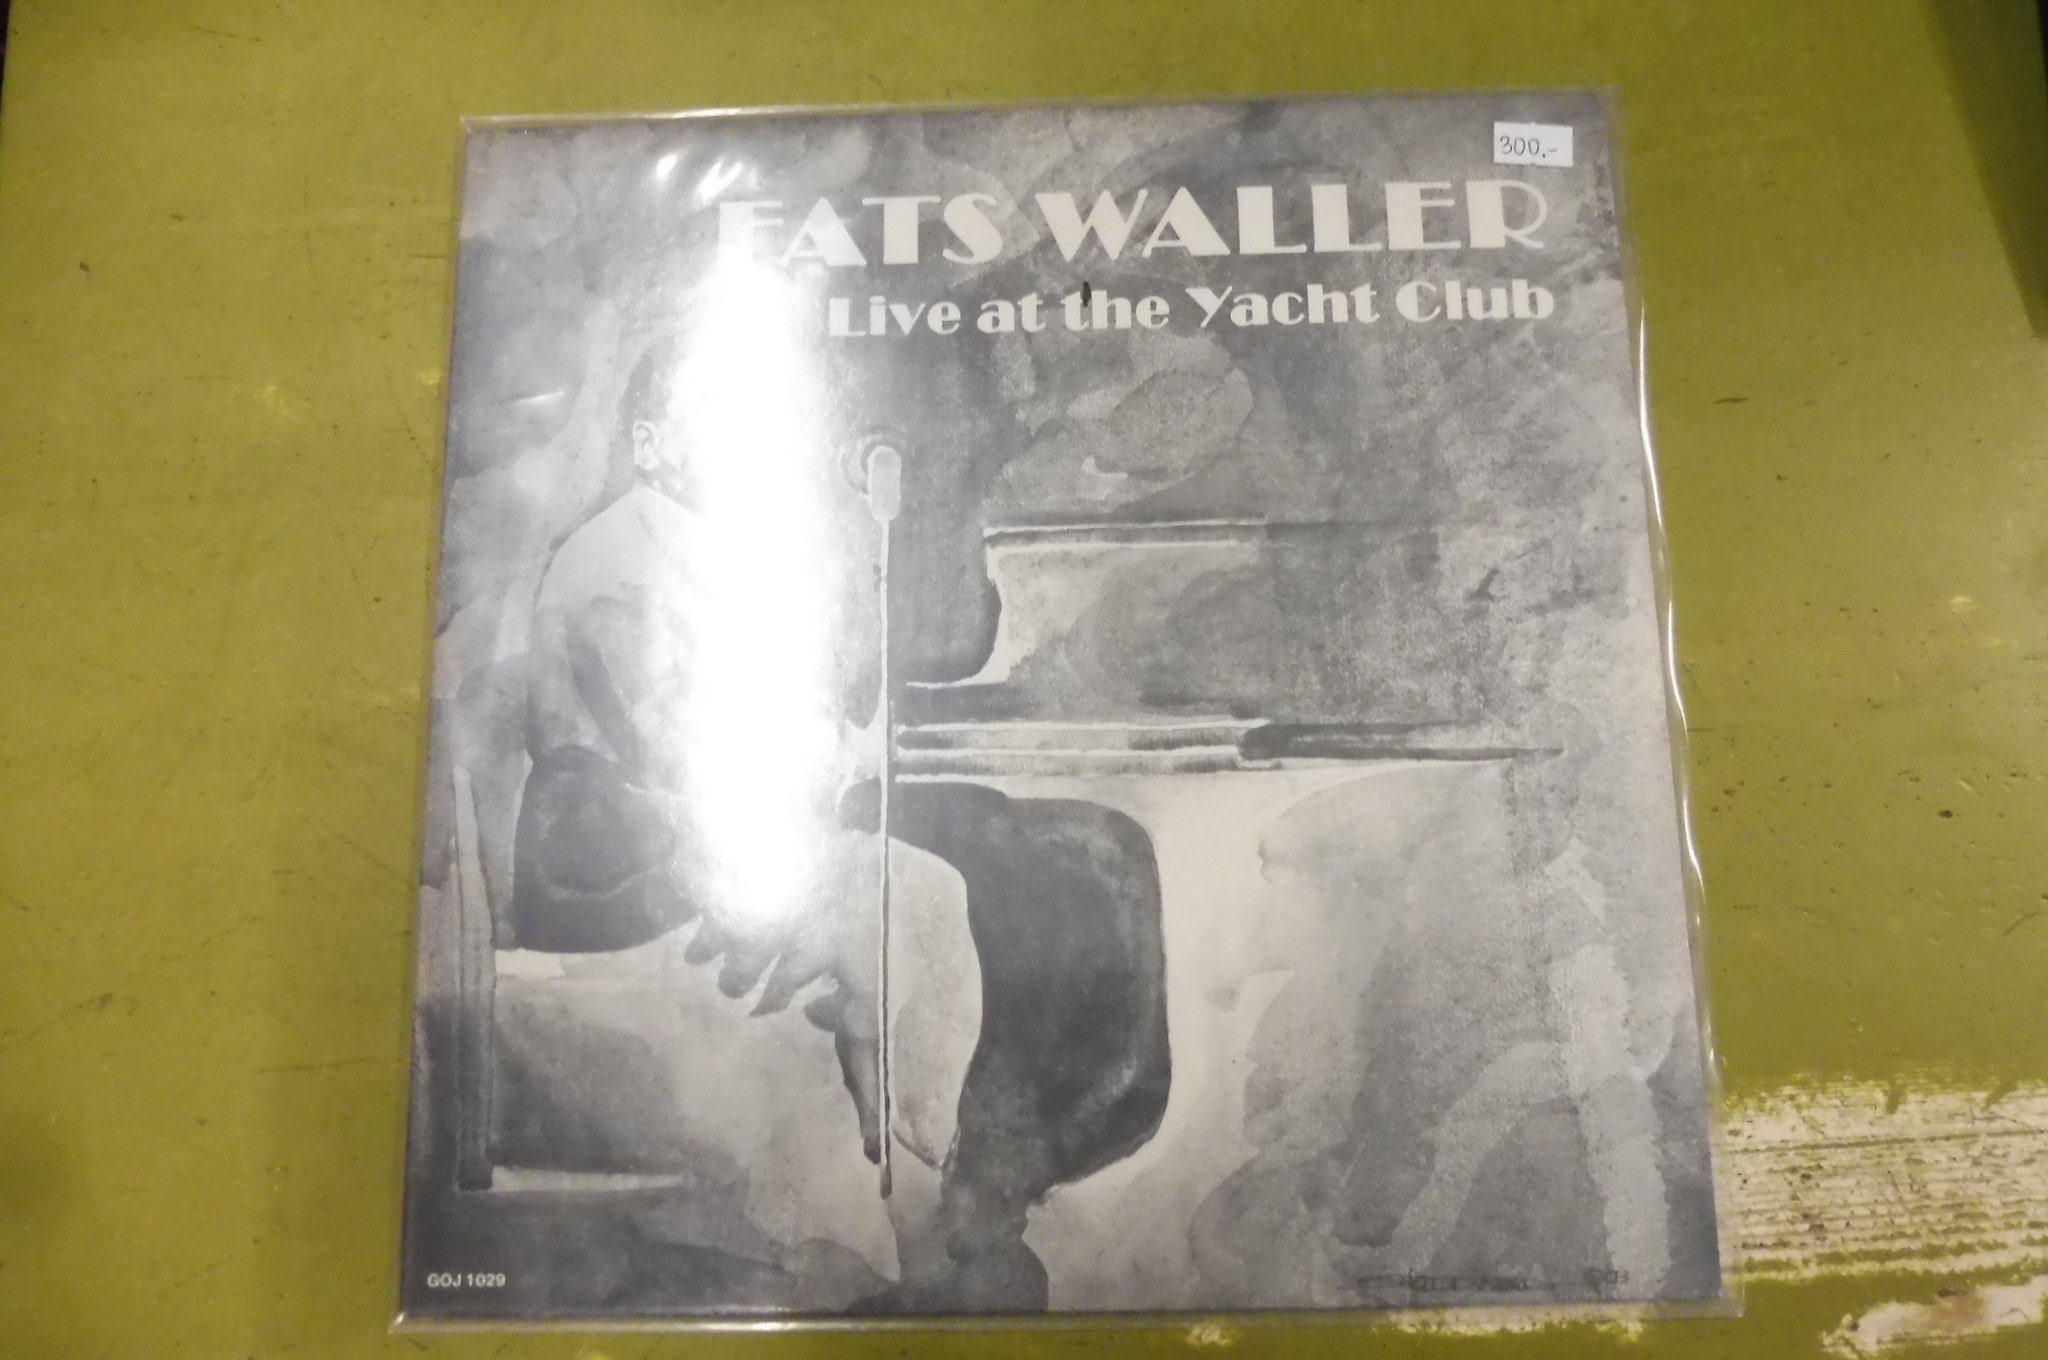 300.-
FATS WALLER
Live at the Yacht Club
GOJ 1029